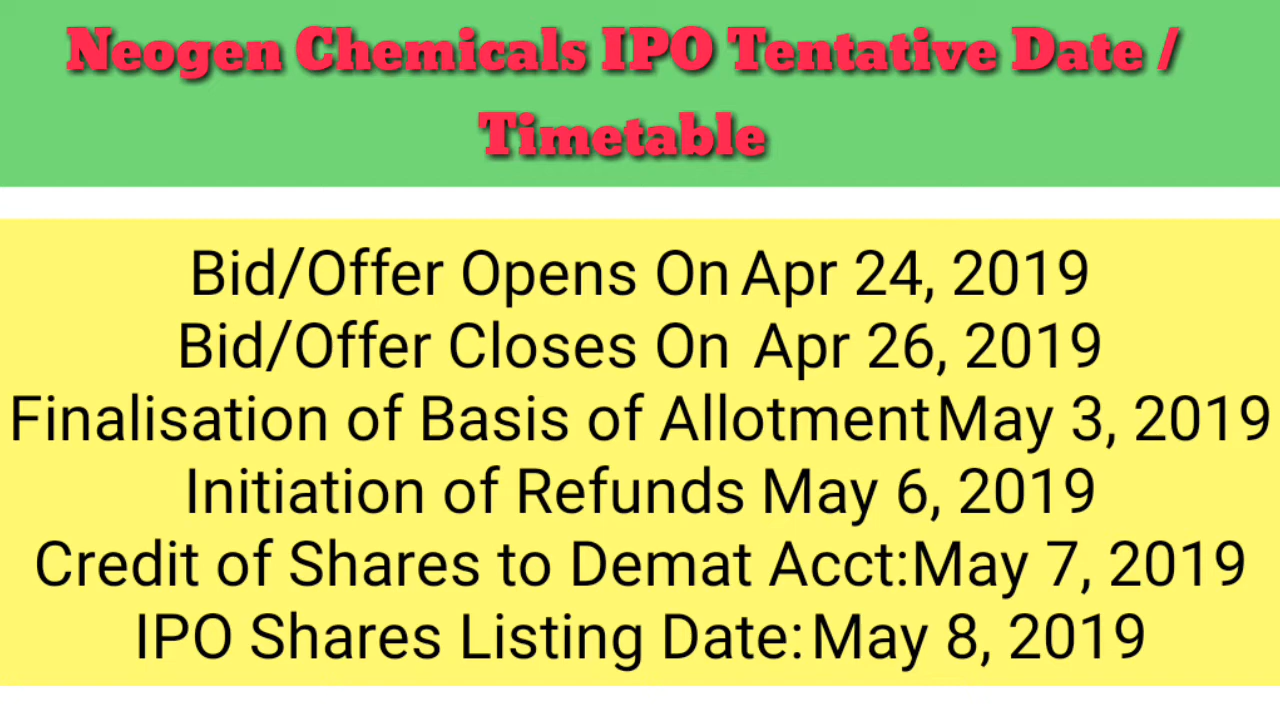 Neogen Chemicals IPO Tentative Date /
Timetable
Bid/Offer Opens On Apr 24, 2019
Bid/Offer Closes On Apr 26, 2019
Finalisation of Basis of Allotment May 3, 2019
Initiation of Refunds May 6, 2019
Credit of Shares to Demat Acct: May 7, 2019
IPO Shares Listing Date: May 8, 2019